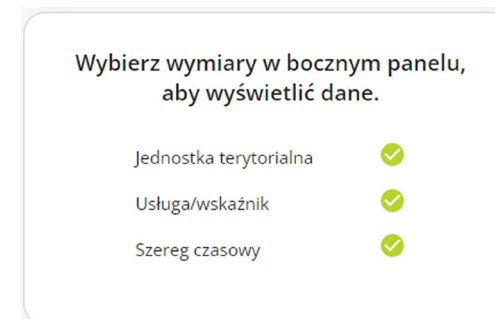 Wybierz wymiary w bocznym panelu,
aby wyświetlić dane.
Jednostka terytorialna
Usługa/wskaźnik
Szereg czasowy